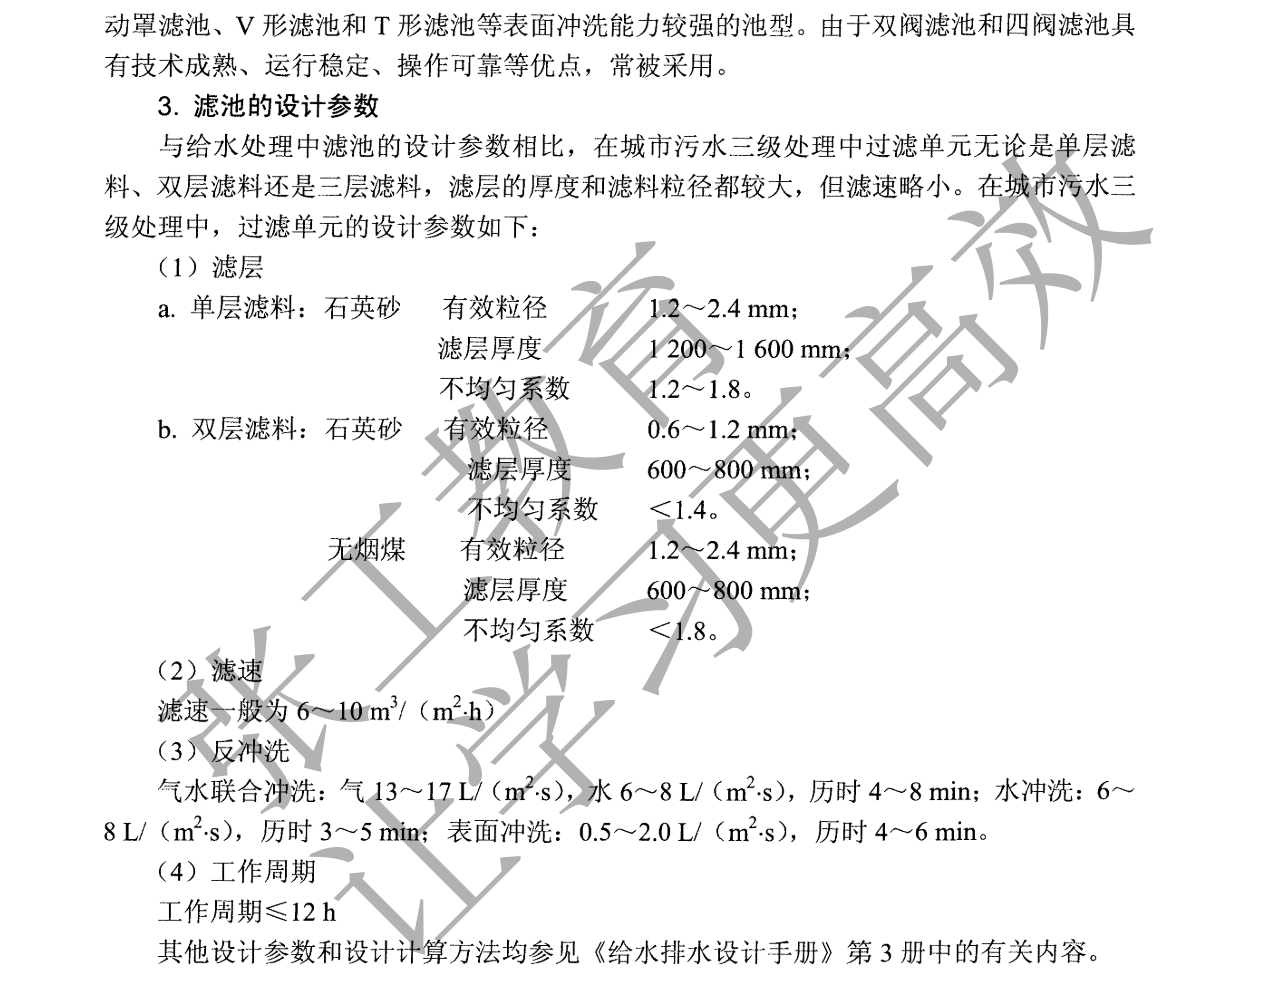 动罩滤池、V 形滤池和 T 形滤池等表面冲洗能力较强的池型。由于双阀滤池和四阀滤池具
有技术成熟、运行稳定、操作可靠等优点，常被采用。
3. 滤池的设计参数
与给水处理中滤池的设计参数相比，在城市污水三级处理中过滤单元无论是单层滤
料、双层滤料还是三层滤料，滤层的厚度和滤料粒径都较大，但滤速略小。在城市污水三
级处理中，过滤单元的设计参数如下：
（1）滤层
a. 单层滤料：石英砂 有效粒径 1.2～2.4 mm；
滤层厚度 1 200～1 600 mm；
不均匀系数 1.2～1.8。
b. 双层滤料：石英砂 有效粒径 0.6～1.2 mm；
滤层厚度 600～800 mm；
不均匀系数 ＜1.4。
无烟煤 有效粒径 1.2～2.4 mm；
滤层厚度 600～800 mm；
不均匀系数 ＜1.8。
（2）滤速
滤速一般为 6～10 m³/（m²·h）
（3）反冲洗
气水联合冲洗：气 13～17 L/（m²·s），水 6～8 L/（m²·s），历时 4～8 min；水冲洗：6～
8 L/（m²·s），历时 3～5 min；表面冲洗：0.5～2.0 L/（m²·s），历时 4～6 min。
（4）工作周期
工作周期≤12 h
其他设计参数和设计计算方法均参见《给水排水设计手册》第 3 册中的有关内容。
张工教育
让学习更高效